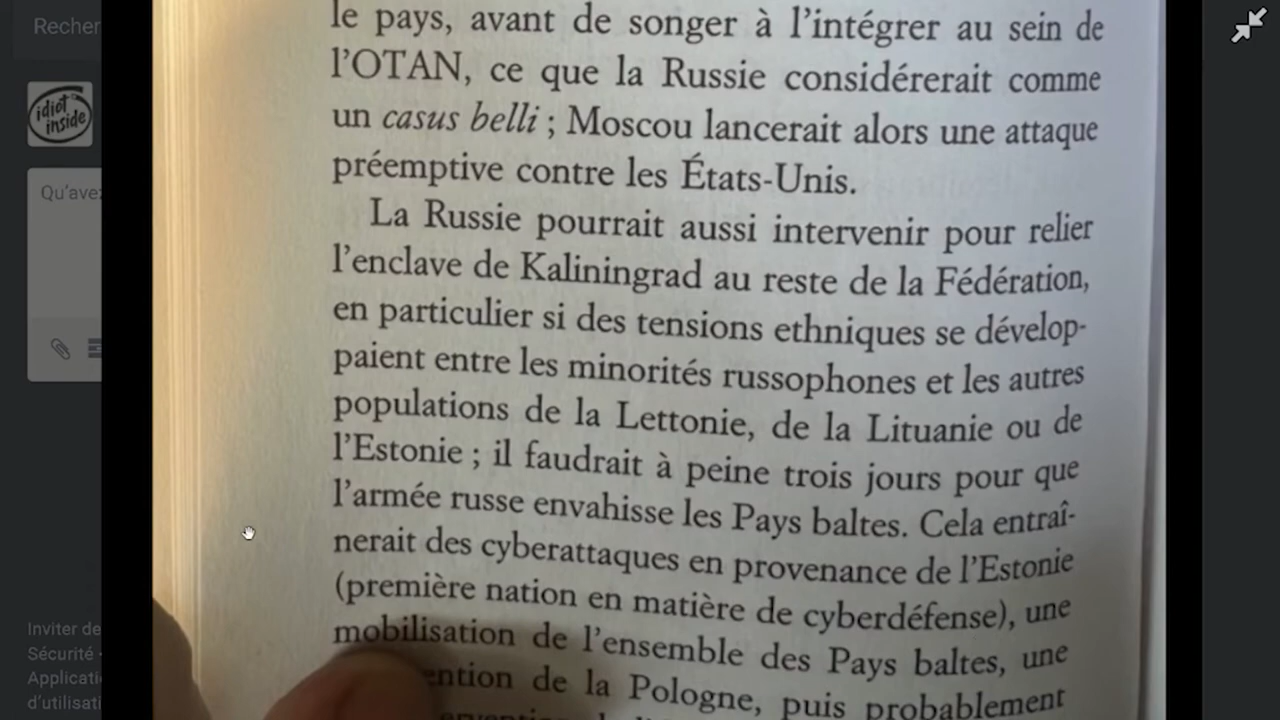 le pays, avant de songer à l'intégrer au sein de
l'OTAN, ce que la Russie considérerait comme
un casus belli ; Moscou lancerait alors une attaque
préemptive contre les États-Unis.
La Russie pourrait aussi intervenir pour relier
l'enclave de Kaliningrad au reste de la Fédération,
en particulier si des tensions ethniques se dévelop-
paient entre les minorités russophones et les autres
populations de la Lettonie, de la Lituanie ou de
l'Estonie ; il faudrait à peine trois jours pour que
l'armée russe envahisse les Pays baltes. Cela entraî-
nerait des cyberattaques en provenance de l'Estonie
(première nation en matière de cyberdéfense), une
mobilisation de l'ensemble des Pays baltes, une
de la Pologne, puis probablement
Recher
idiot
inside
Qu'avez
Inviter de
Sécurité ·
Applicati
d'utilisati